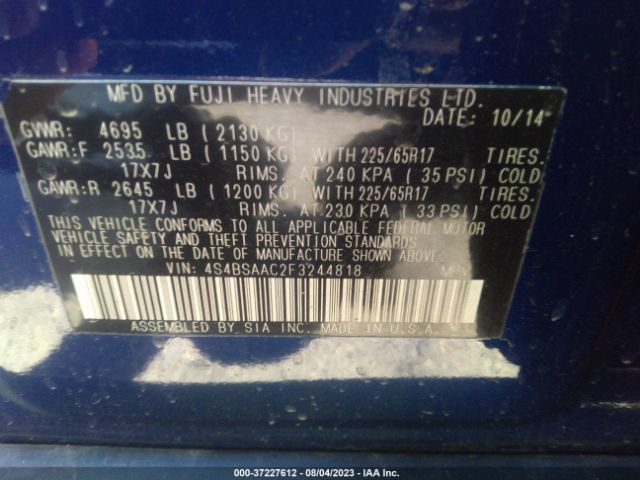 MFD BY FUJI HEAVY INDUSTRIES LTD.
DATE: 10/14
GVWR: 4695 LB (2130 KG)
GAWR:F 2535 LB (1150 KG) WITH 225/65R17 TIRES.
17X7J RIMS. AT 240 KPA (35 PSI) COLD
GAWR:R 2645 LB (1200 KG) WITH 225/65R17 TIRES.
17X7J RIMS. AT 230 KPA (33 PSI) COLD
THIS VEHICLE CONFORMS TO ALL APPLICABLE FEDERAL MOTOR
VEHICLE SAFETY AND THEFT PREVENTION STANDARDS
IN EFFECT ON THE DATE OF MANUFACTURE SHOWN ABOVE.
VIN: 4S4BSAAC2F3244818 MPV
ASSEMBLED BY SIA INC. MADE IN U.S.A.
000-37227612 - 08/04/2023 - IAA Inc.